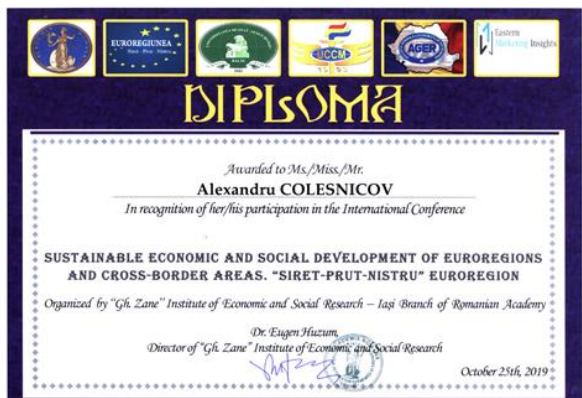 EUROREGIUNEA
UCCM
AGER
Eastern
Marketing Insights
DIPLOMA
Awarded to Ms./Miss./Mr.
Alexandru COLESNICOV
In recognition of her/his participation in the International Conference
SUSTAINABLE ECONOMIC AND SOCIAL DEVELOPMENT OF EUROREGIONS
AND CROSS-BORDER AREAS. "SIRET-PRUT-NISTRU" EUROREGION
Organized by "Gh. Zane" Institute of Economic and Social Research – Iaşi Branch of Romanian Academy
Dr. Eugen Huzum,
Director of "Gh. Zane" Institute of Economic and Social Research
October 25th, 2019